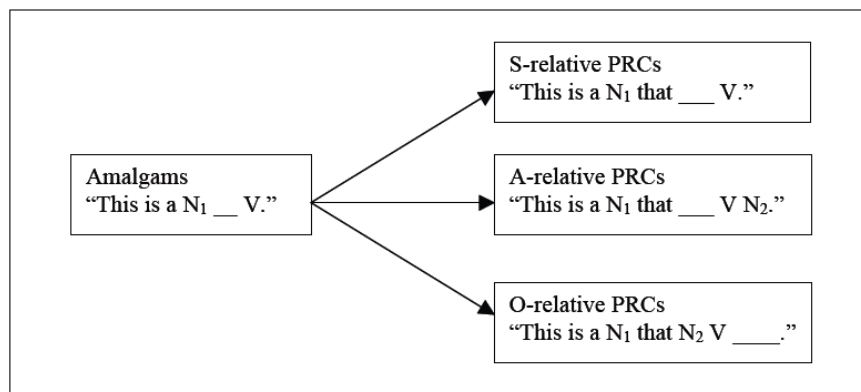 S-relative PRCs
“This is a N₁ that ___ V.”
Amalgams
“This is a N₁ __ V.”
A-relative PRCs
“This is a N₁ that ___ V N₂.”
O-relative PRCs
“This is a N₁ that N₂ V ____.”